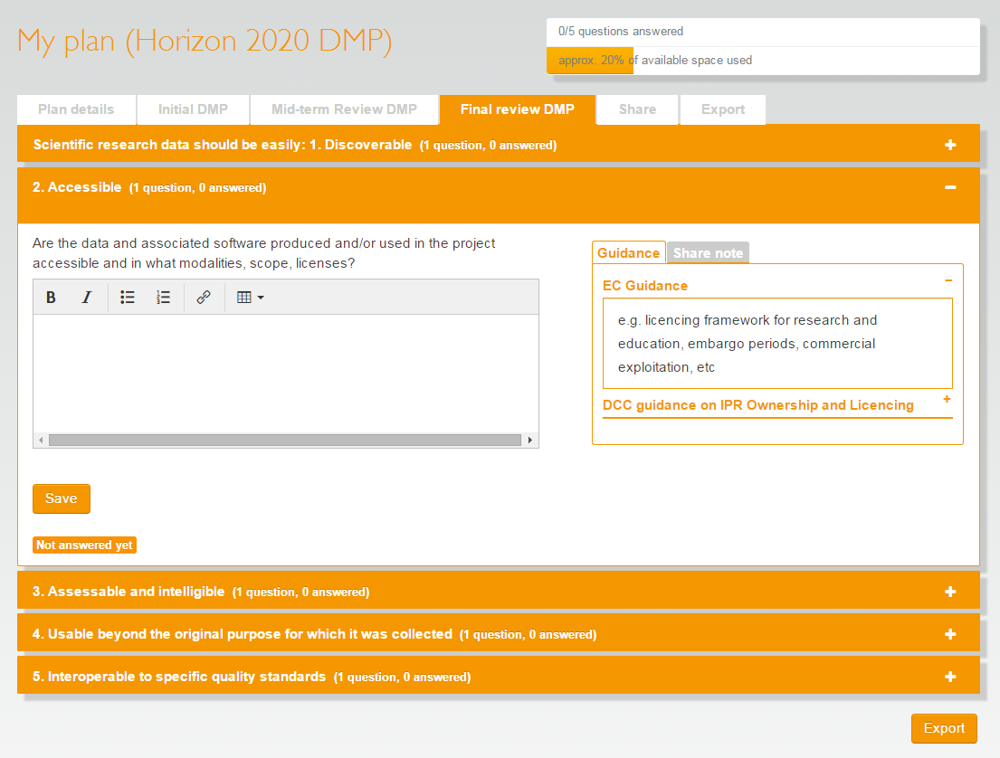 My plan (Horizon 2020 DMP)
0/5 questions answered
approx. 20% of available space used
Plan details
Initial DMP
Mid-term Review DMP
Final review DMP
Share
Export
Scientific research data should be easily: 1. Discoverable (1 question, 0 answered)
2. Accessible (1 question, 0 answered)
Are the data and associated software produced and/or used in the project
accessible and in what modalities, scope, licenses?
B I
Guidance
Share note
EC Guidance
e.g. licencing framework for research and
education, embargo periods, commercial
exploitation, etc
DCC guidance on IPR Ownership and Licencing
Save
Not answered yet
3. Assessable and intelligible (1 question, 0 answered)
4. Usable beyond the original purpose for which it was collected (1 question, 0 answered)
5. Interoperable to specific quality standards (1 question, 0 answered)
Export